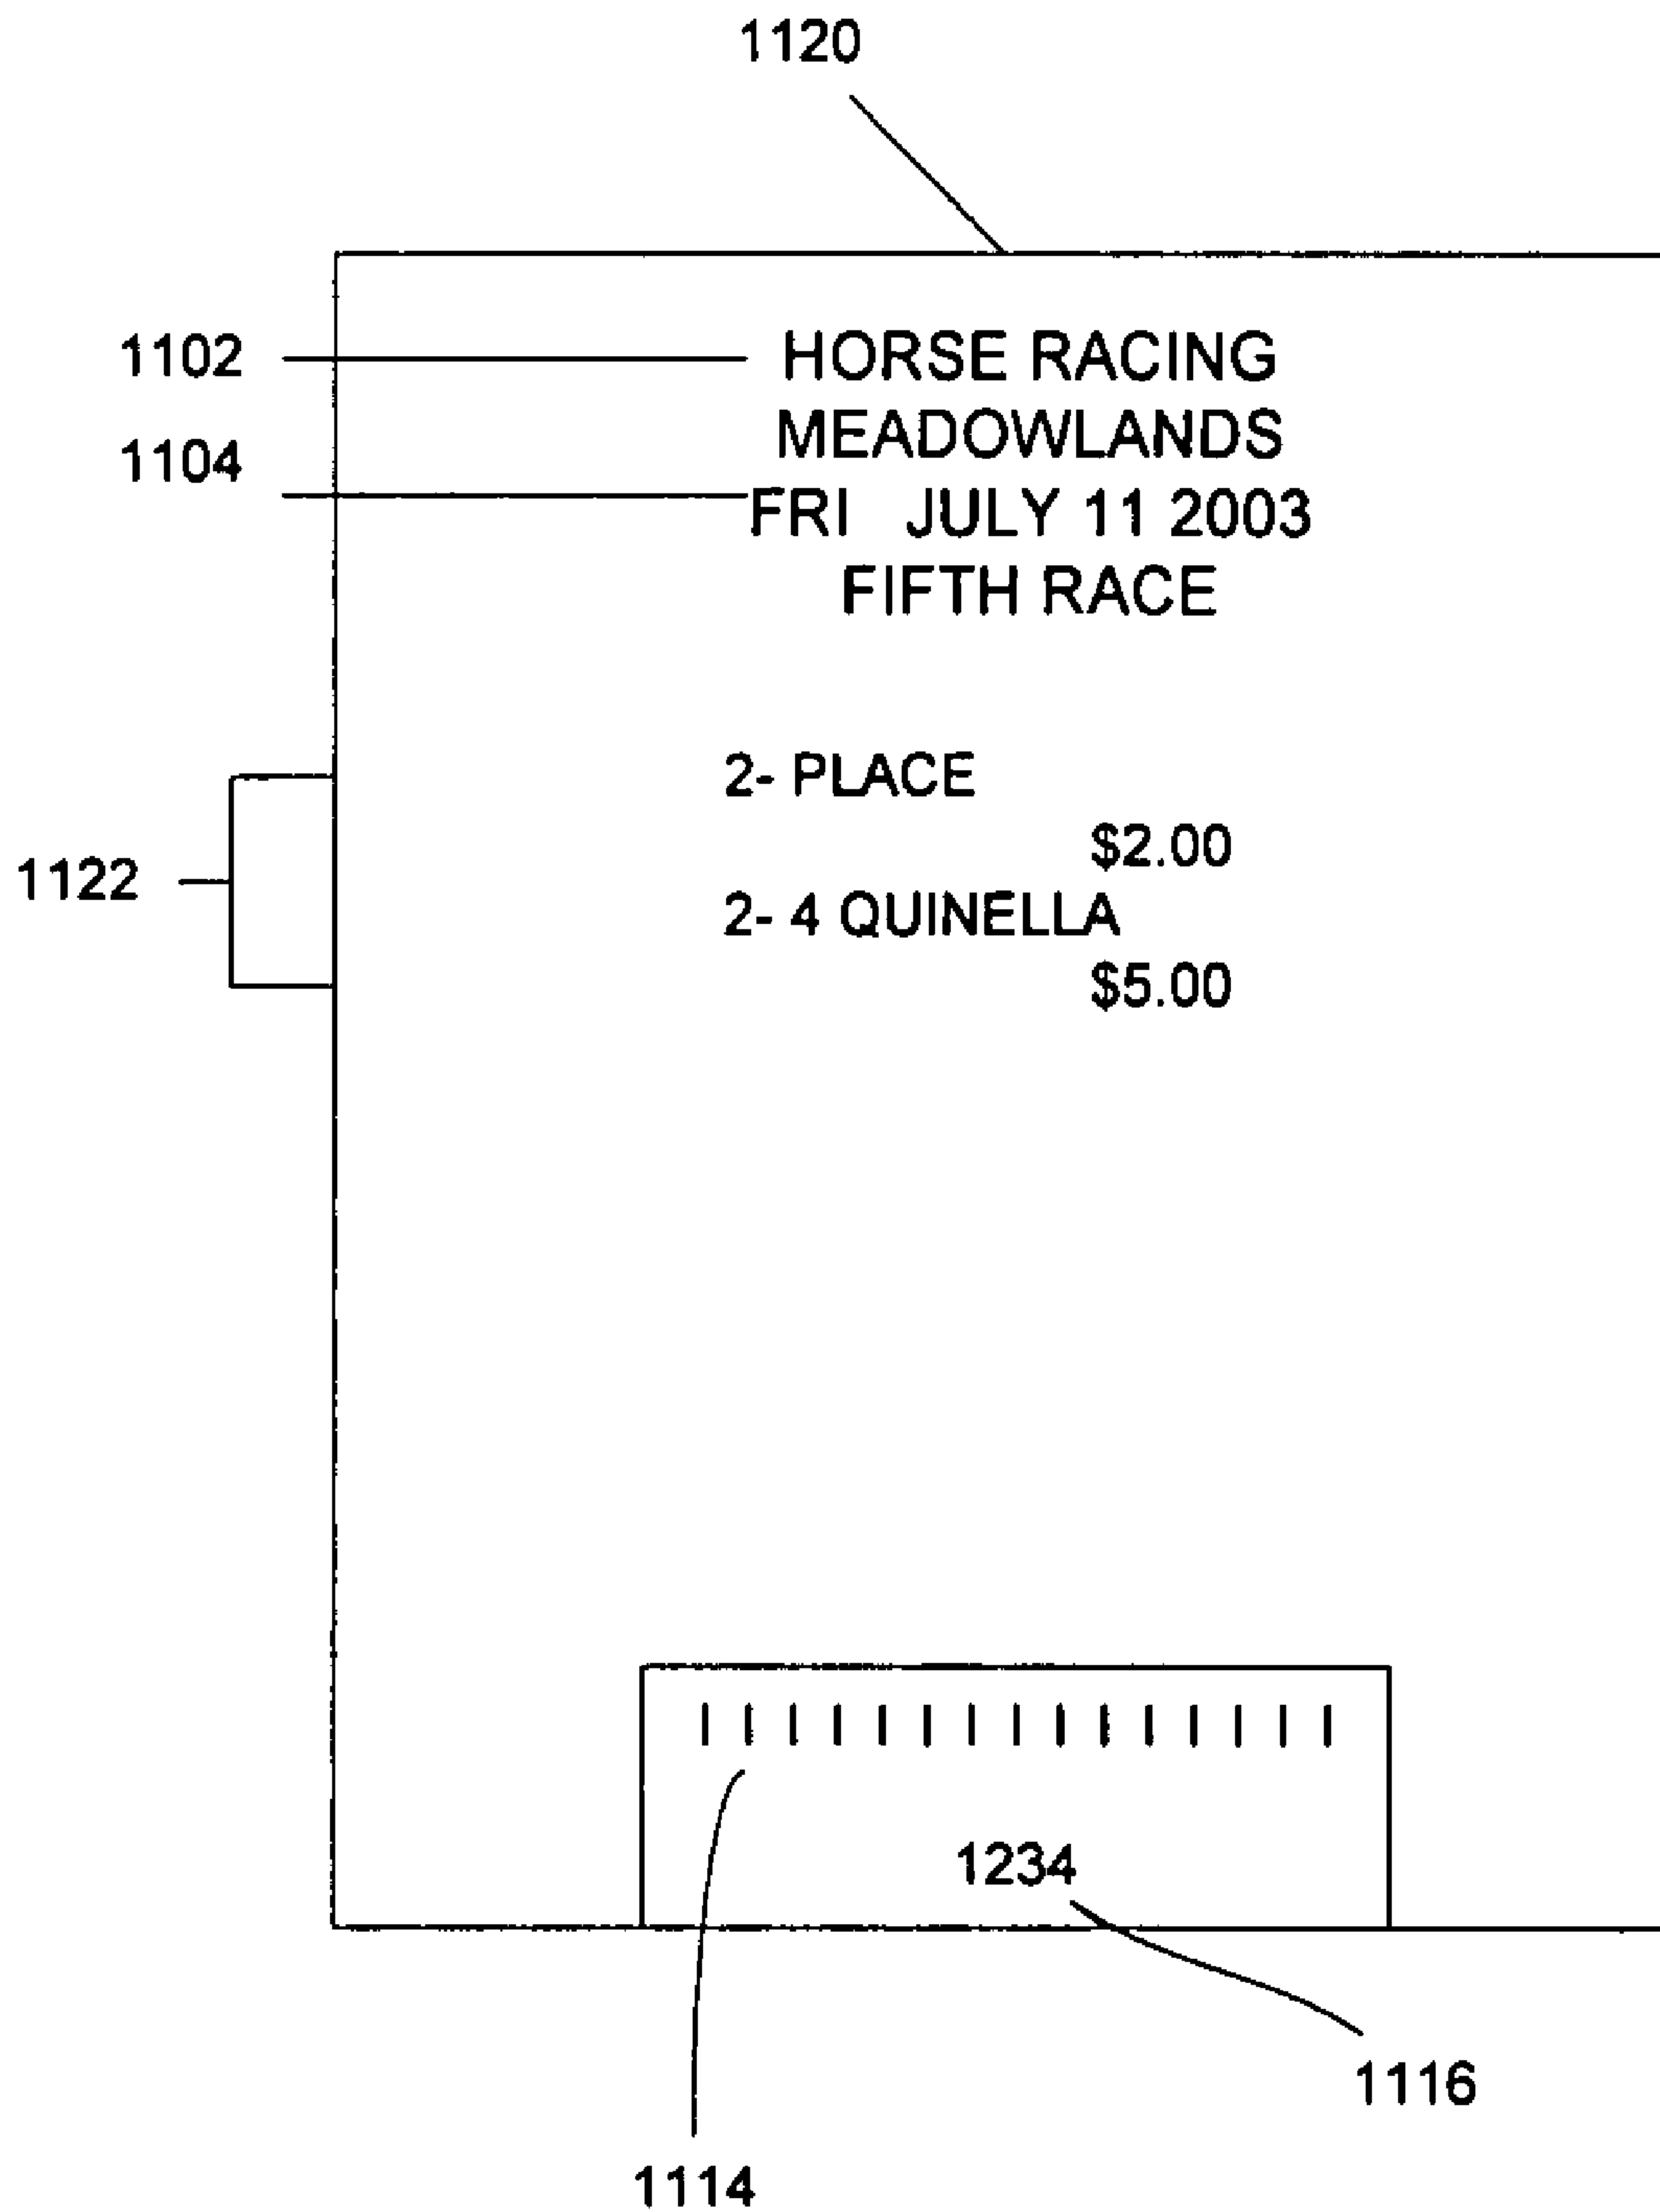 1120
1102 HORSE RACING
MEADOWLANDS
1104
FRI JULY 11 2003
FIFTH RACE
2- PLACE
$2.00
1122
2- 4 QUINELLA
$5.00
1234
1116
1114